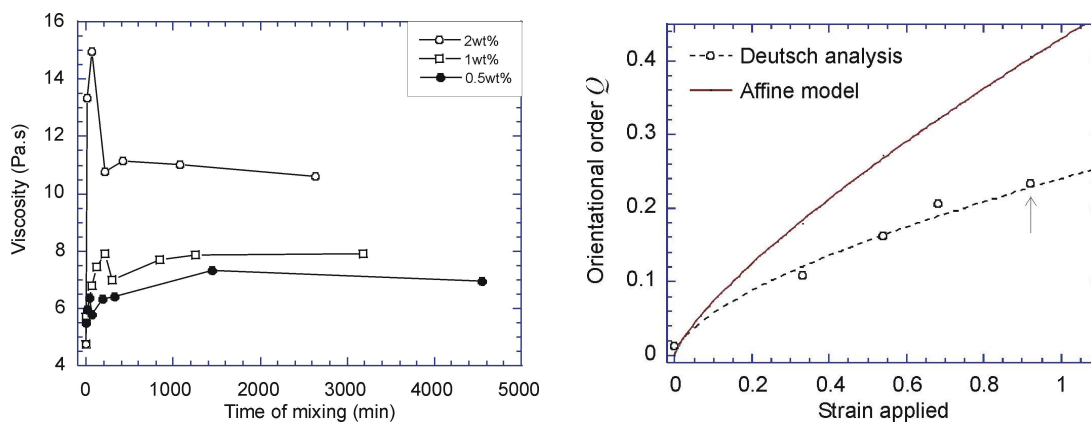 16
14
12
10
8
6
4
Viscosity (Pa.s)
2wt%
1wt%
0.5wt%
0 1000 2000 3000 4000 5000
Time of mixing (min)
0.4
0.3
0.2
0.1
0
Orientational order Q
Deutsch analysis
Affine model
0 0.2 0.4 0.6 0.8 1
Strain applied